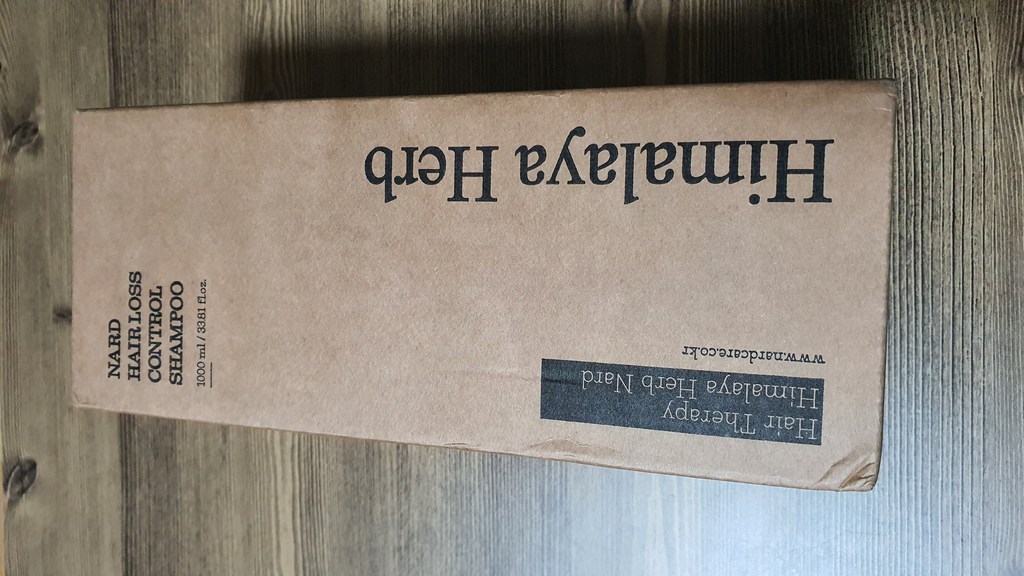 Himalaya Herb
NARD
HAIR LOSS
CONTROL
SHAMPOO
1000 ml / 33.81 fl.oz.
Hair Therapy
Himalaya Herb Nard
www.nardcare.co.kr